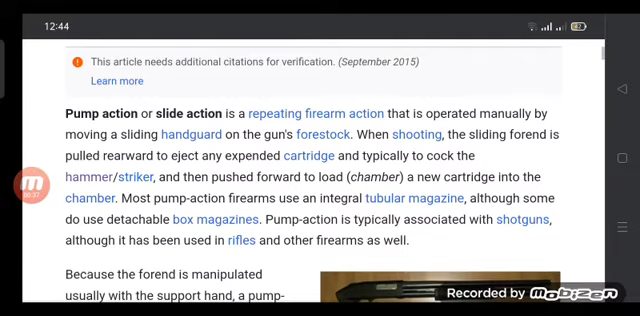 12:44
This article needs additional citations for verification. (September 2015)
Learn more
Pump action or slide action is a repeating firearm action that is operated manually by
moving a sliding handguard on the gun's forestock. When shooting, the sliding forend is
pulled rearward to eject any expended cartridge and typically to cock the
hammer/striker, and then pushed forward to load (chamber) a new cartridge into the
chamber. Most pump-action firearms use an integral tubular magazine, although some
do use detachable box magazines. Pump-action is typically associated with shotguns,
although it has been used in rifles and other firearms as well.
Because the forend is manipulated
usually with the support hand, a pump-
00:37
Recorded by mobizen